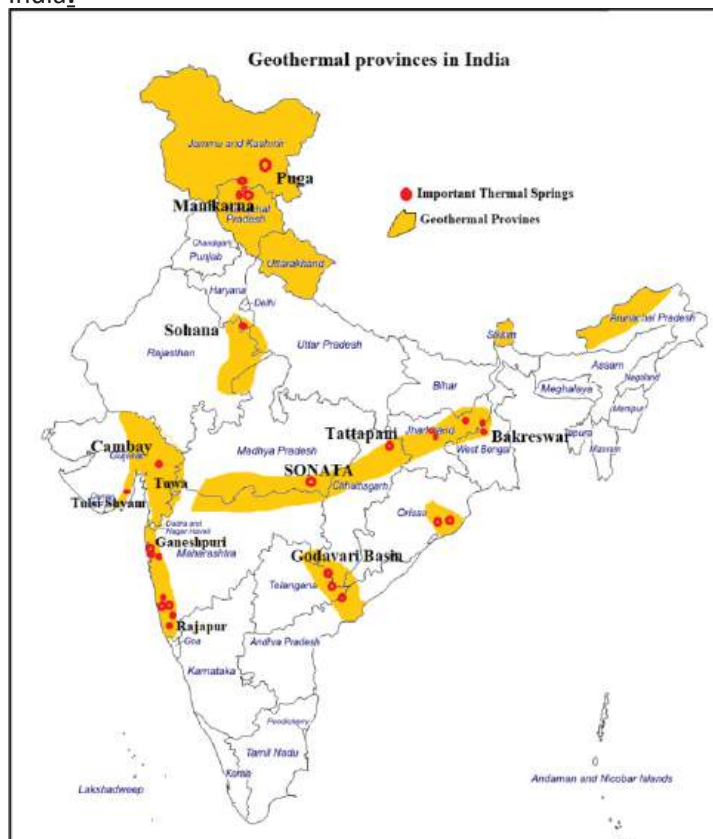 India:
Geothermal provinces in India
Jammu and Kashmir
Puga
Important Thermal Springs
Manikarna
Pradesh
Geothermal Provines
Chandigarh
Punjab
Uttarakhand
Haryana
Delhi
Arunachal Pradesh
Sohana
Sikkim
Rajasthan
Uttar Pradesh
Assam
Nagaland
Bihar
Meghalaya
Manipur
Tattapani
Jharkhand
Bakreswar
Tripura
Mizoram
Cambay
Madhya Pradesh
West Bengal
Gujarat
SONATA
Tuwa
Chhattisgarh
Tulsi Shyam
Orissa
Dadra and
Nagar Haveli
Ganeshpuri
Maharashtra
Godavari Basin
Telangana
Rajapur
Goa
Andhra Pradesh
Karnataka
Pondicherry
Tamil Nadu
Kerala
Lakshadweep
Andaman and Nicobar Islands